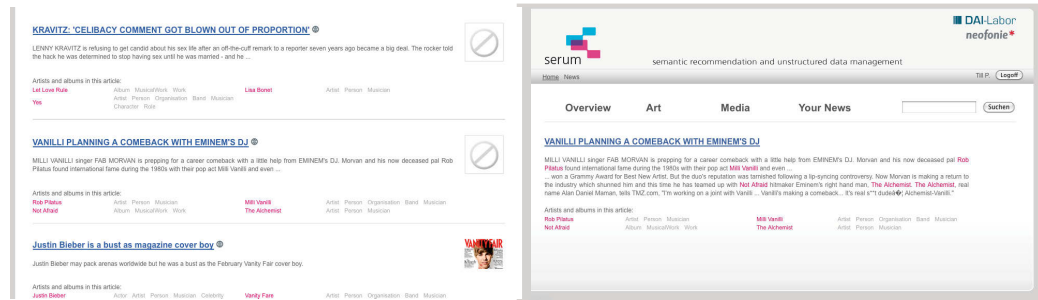 KRAVITZ: 'CELIBACY COMMENT GOT BLOWN OUT OF PROPORTION'
LENNY KRAVITZ is refusing to get candid about his sex life after an off-the-cuff remark to a reporter seven years ago became a big deal. The rocker told
the hack he was determined to stop having sex until he was married - and he ...
Artists and albums in this article:
Let Love Rule Album MusicalWork Work Lisa Bonet Artist Person Musician
Yes Artist Person Organisation Band Musician
Character Role
VANILLI PLANNING A COMEBACK WITH EMINEM'S DJ
MILLI VANILLI singer FAB MORVAN is prepping for a career comeback with a little help from EMINEM's DJ. Morvan and his now deceased pal Rob
Pilatus found international fame during the 1980s with their pop act Milli Vanilli and even ...
Artists and albums in this article:
Rob Pilatus Artist Person Musician Milli Vanilli Artist Person Organisation Band Musician
Not Afraid Album MusicalWork Work The Alchemist Artist Person Musician
Justin Bieber is a bust as magazine cover boy
VANITY FAIR
Justin Bieber may pack arenas worldwide but he was a bust as the February Vanity Fair cover boy.
Artists and albums in this article:
Justin Bieber Actor Artist Person Musician Celebrity Vanity Fare Artist Person Organisation Band Musician
DAI-Labor
neofonie*
serum
semantic recommendation and unstructured data management
Home News Till P. Logoff
Overview Art Media Your News Suchen
VANILLI PLANNING A COMEBACK WITH EMINEM'S DJ
MILLI VANILLI singer FAB MORVAN is prepping for a career comeback with a little help from EMINEM's DJ. Morvan and his now deceased pal Rob
Pilatus found international fame during the 1980s with their pop act Milli Vanilli and even ...
... won a Grammy Award for Best New Artist. But the duo's reputation was tarnished following a lip-syncing controversy. Now Morvan is making a return to
the industry which shunned him and this time he has teamed up with Not Afraid hitmaker Eminem's right hand man, The Alchemist. The Alchemist, real
name Alan Daniel Maman, tells TMZ.com, "I'm working on a joint with Vanilli ... Vanilli's making a comeback... It's real s**t dudeâ�¦ Alchemist-Vanilli."
Artists and albums in this article:
Rob Pilatus Artist Person Musician Milli Vanilli Artist Person Organisation Band Musician
Not Afraid Album MusicalWork Work The Alchemist Artist Person Musician